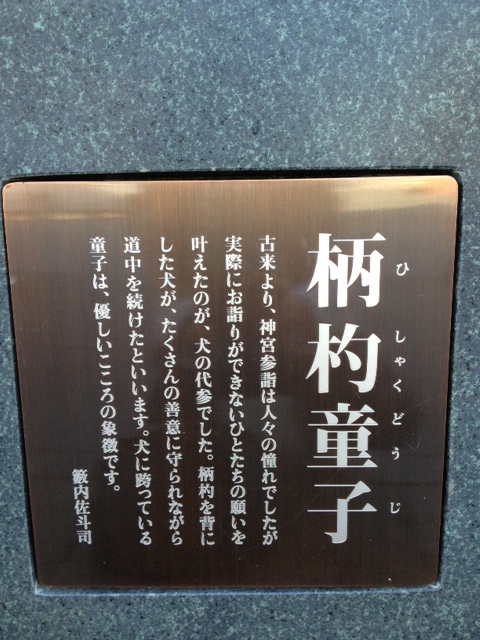 柄杓童子
ひしゃくどうじ
古来より、神宮参詣は人々の憧れでしたが
実際にお詣りができないひとたちの願いを
叶えたのが、犬の代参でした。柄杓を背に
した犬が、たくさんの善意に守られながら
道中を続けたといいます。犬に跨っている
童子は、優しいこころの象徴です。
籔内佐斗司